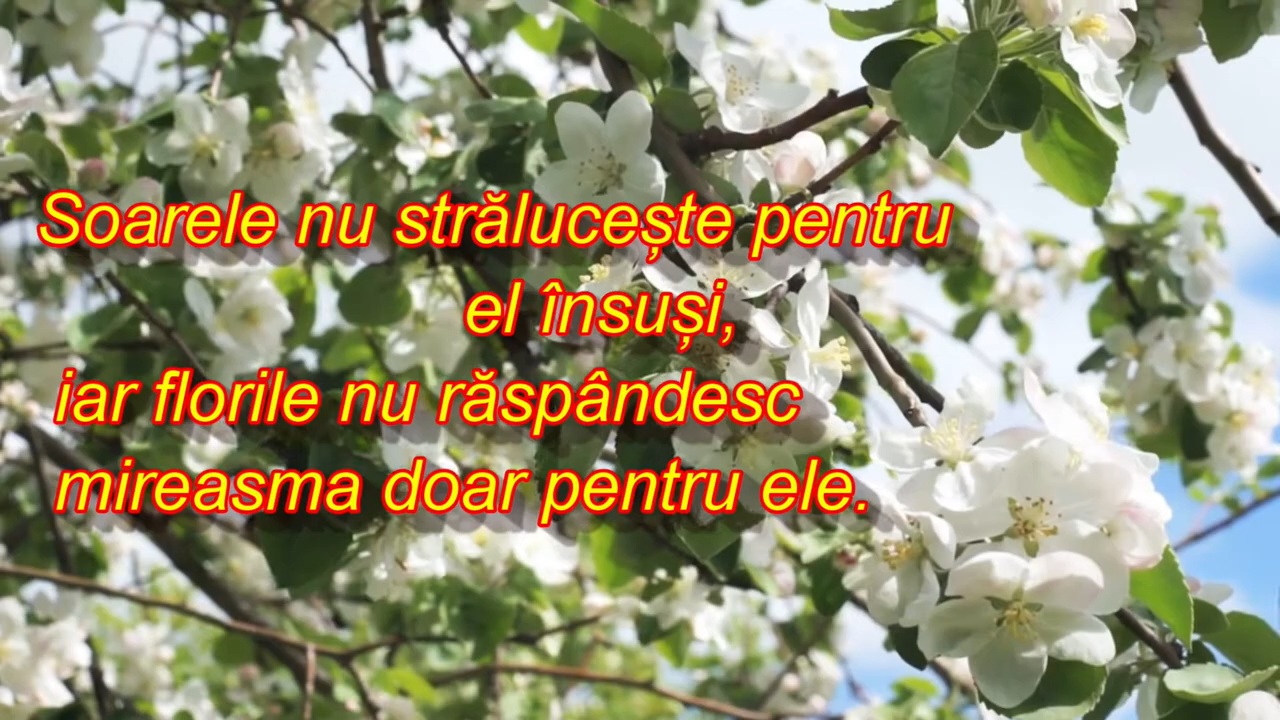 Soarele nu strălucește pentru
el însuși,
iar florile nu răspândesc
mireasma doar pentru ele.